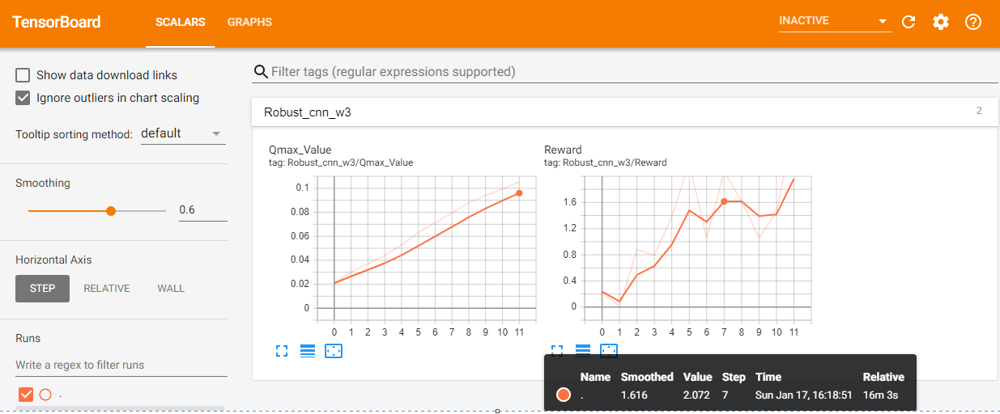 TensorBoard SCALARS GRAPHS INACTIVE
Show data download links
Ignore outliers in chart scaling
Tooltip sorting method: default
Smoothing
0.6
Horizontal Axis
STEP RELATIVE WALL
Runs
Write a regex to filter runs
.
Filter tags (regular expressions supported)
Robust_cnn_w3 2
Qmax_Value
tag: Robust_cnn_w3/Qmax_Value
0.1
0.08
0.06
0.04
0.02
0
0 1 2 3 4 5 6 7 8 9 10 11
Reward
tag: Robust_cnn_w3/Reward
1.6
1.2
0.8
0.4
0
0 1 2 3 4 5 6 7 8 9 10 11
Name Smoothed Value Step Time Relative
. 1.616 2.072 7 Sun Jan 17, 16:18:51 16m 3s